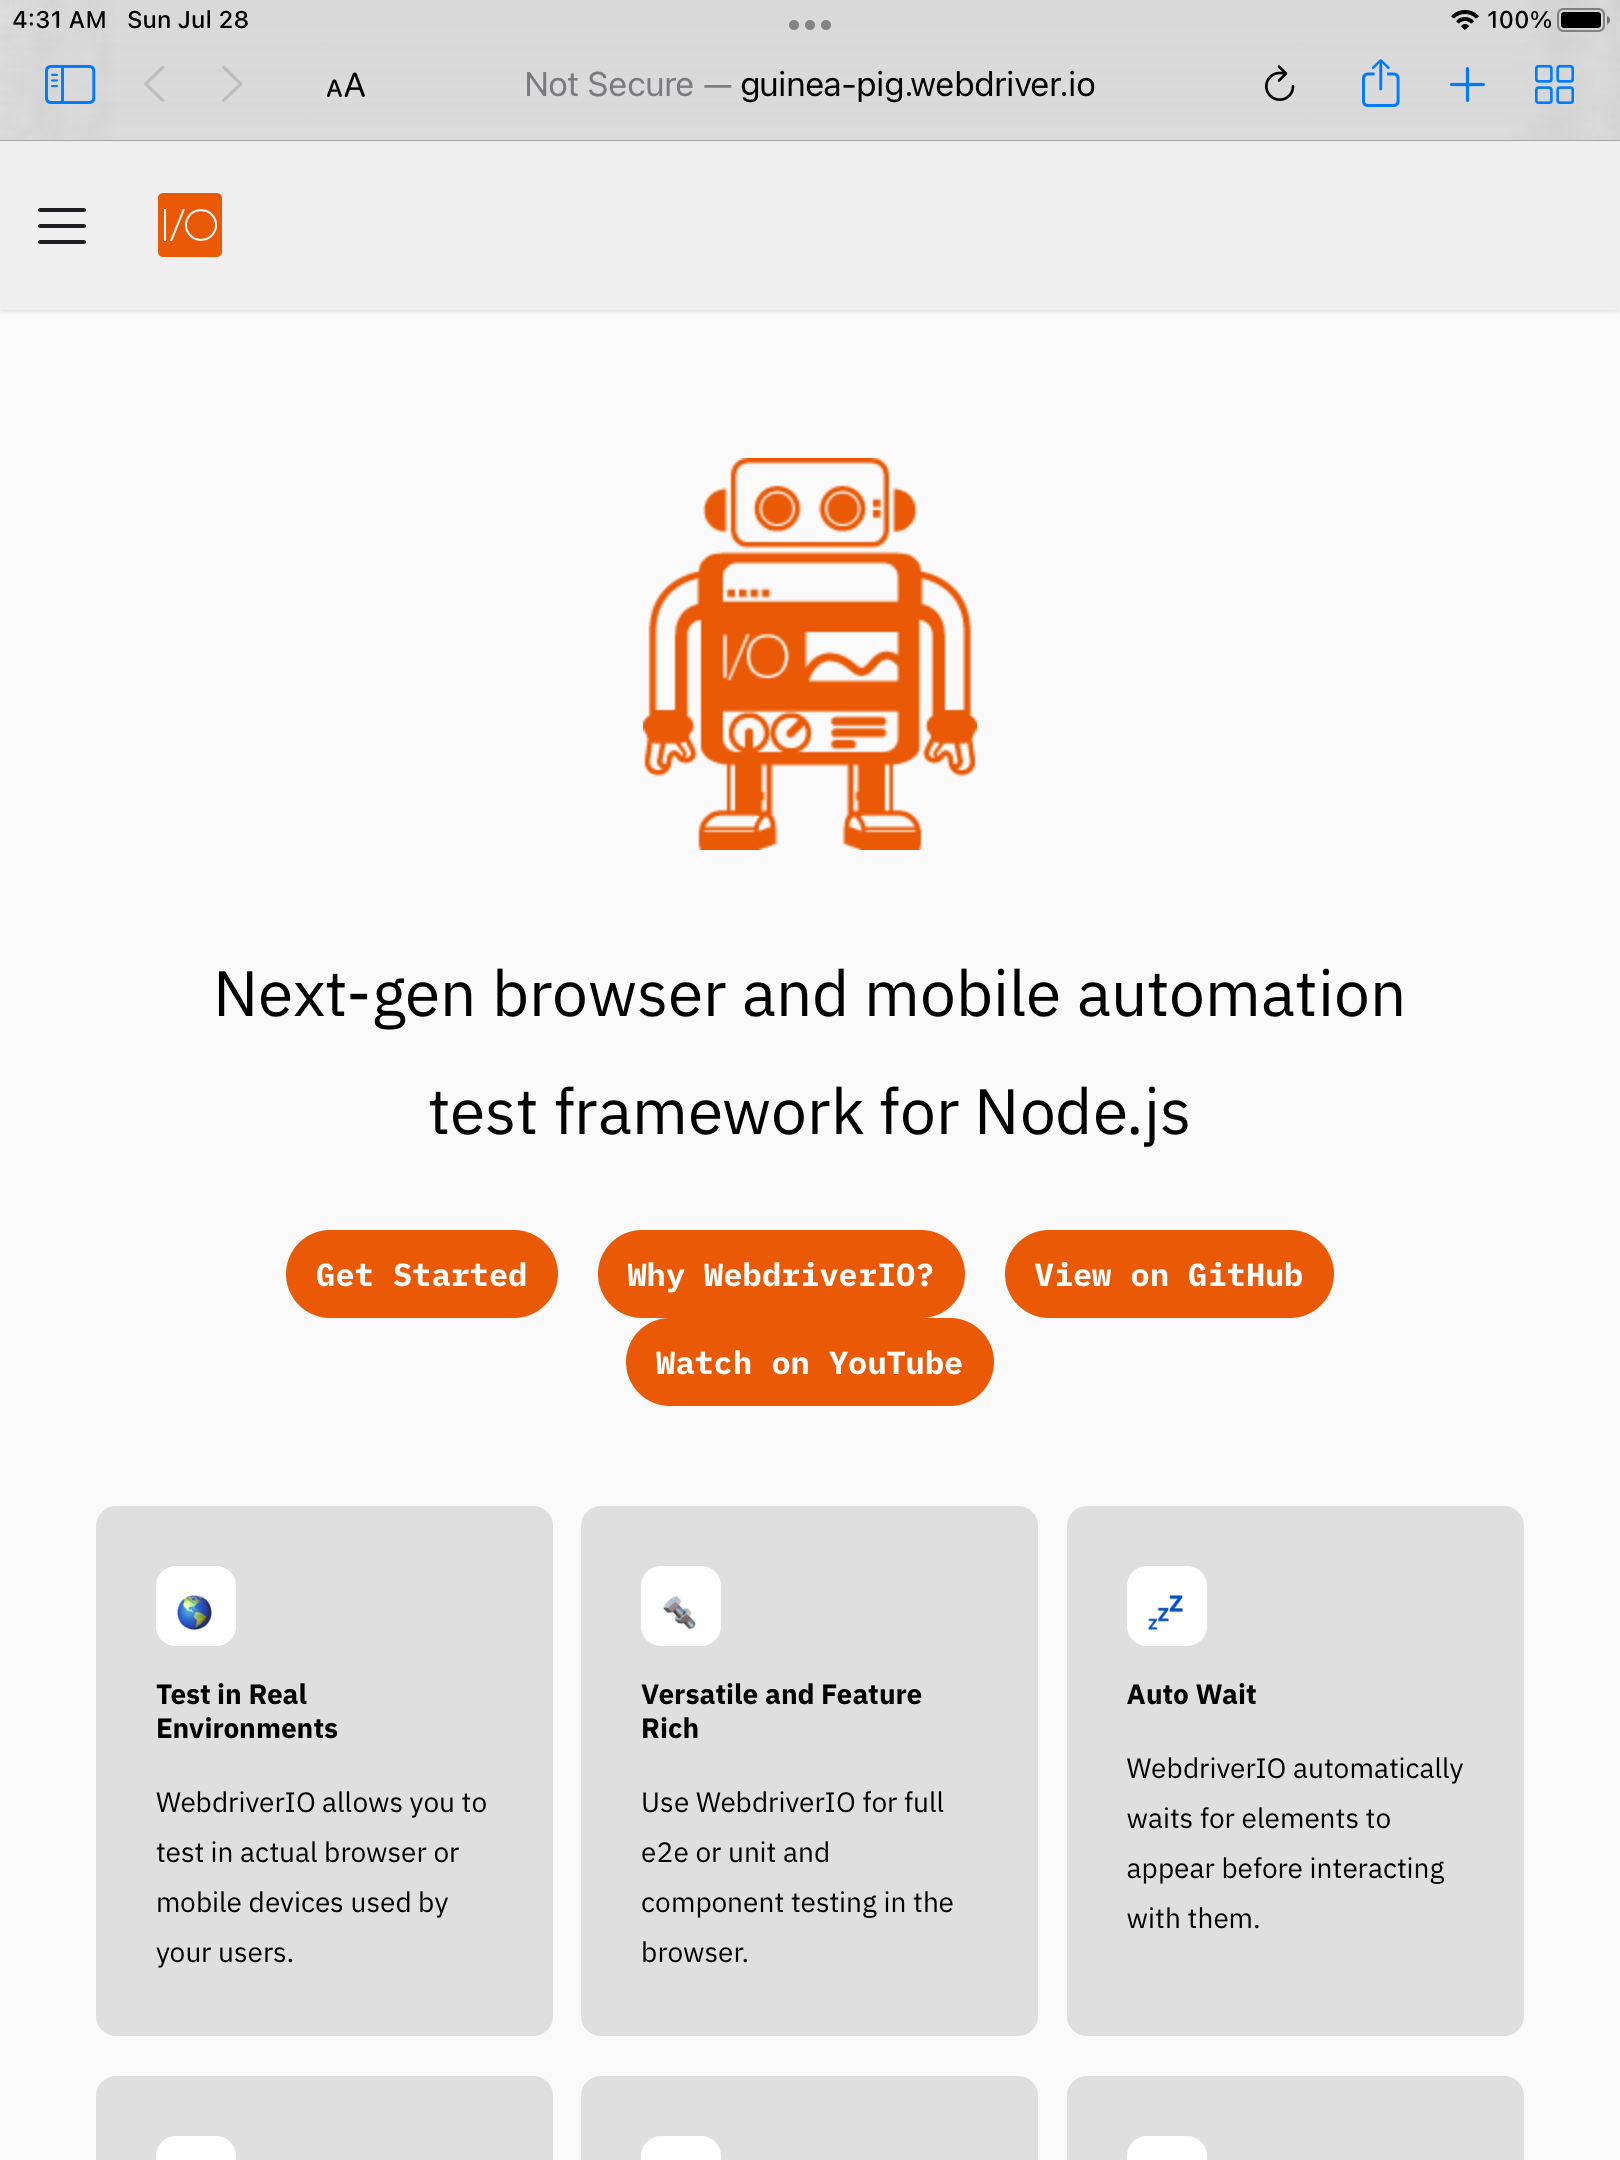 4:31 AM Sun Jul 28 100%
AA Not Secure — guinea-pig.webdriver.io
I/O
I/O
Next-gen browser and mobile automation
test framework for Node.js
Get Started Why WebdriverIO? View on GitHub
Watch on YouTube
Test in Real
Environments
WebdriverIO allows you to
test in actual browser or
mobile devices used by
your users.
Versatile and Feature
Rich
Use WebdriverIO for full
e2e or unit and
component testing in the
browser.
zzZ
Auto Wait
WebdriverIO automatically
waits for elements to
appear before interacting
with them.